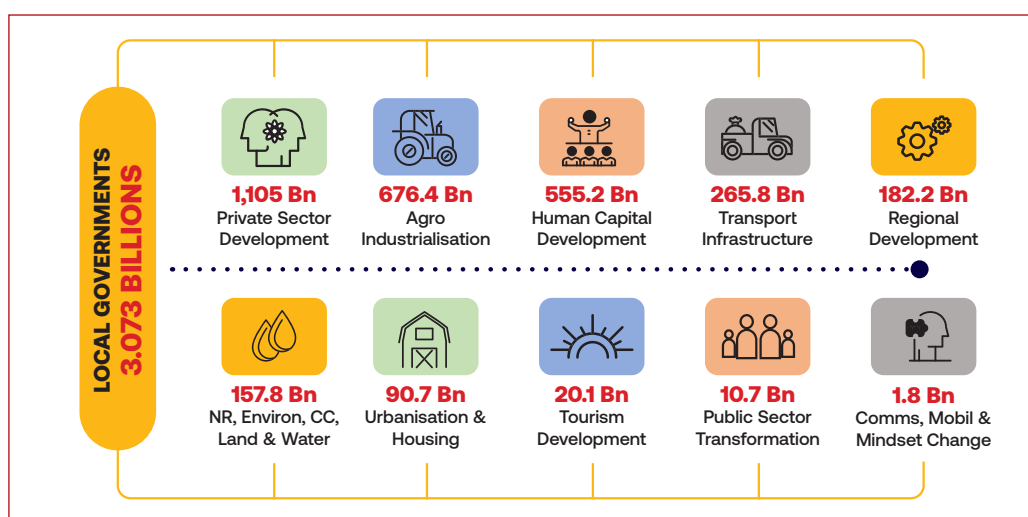 LOCAL GOVERNMENTS
3.073 BILLIONS
1,105 Bn
Private Sector
Development
676.4 Bn
Agro
Industrialisation
555.2 Bn
Human Capital
Development
265.8 Bn
Transport
Infrastructure
182.2 Bn
Regional
Development
157.8 Bn
NR, Environ, CC,
Land & Water
90.7 Bn
Urbanisation &
Housing
20.1 Bn
Tourism
Development
10.7 Bn
Public Sector
Transformation
1.8 Bn
Comms, Mobil &
Mindset Change